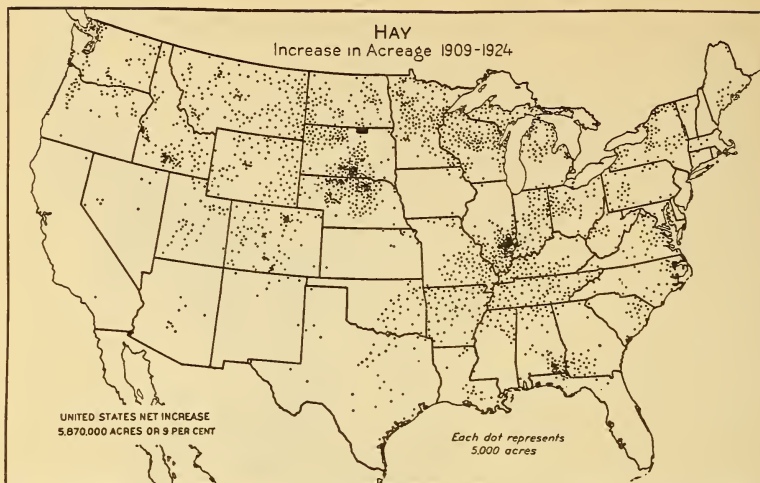 HAY
Increase in Acreage 1909-1924
UNITED STATES NET INCREASE
5,870,000 ACRES OR 9 PER CENT
Each dot represents
5,000 acres